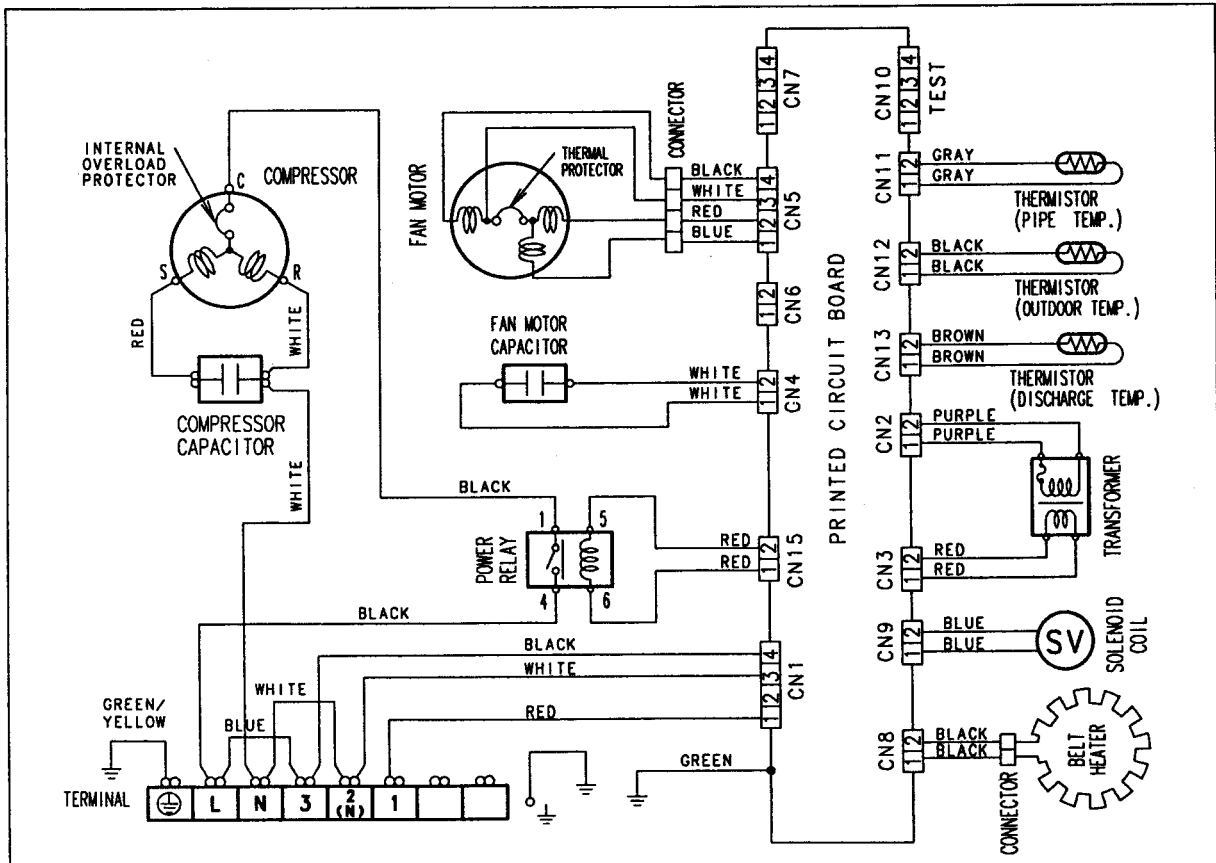 INTERNAL
OVERLOAD
PROTECTOR
C
COMPRESSOR
S
R
RED
WHITE
COMPRESSOR
CAPACITOR
WHITE
FAN MOTOR
THERMAL
PROTECTOR
CONNECTOR
BLACK
WHITE
RED
BLUE
1 2 3 4
CN7
1 2 3 4
CN5
1 2
CN6
FAN MOTOR
CAPACITOR
WHITE
WHITE
1 2
CN4
BLACK
1
5
POWER
RELAY
4
6
RED
RED
1 2
CN15
BLACK
BLACK
WHITE
RED
1 2 3 4
CN1
GREEN/
YELLOW
BLUE
WHITE
TERMINAL
L
N
3
2
(N)
1
GREEN
PRINTED CIRCUIT BOARD
CN10
1 2 3 4
TEST
CN11
1 2
GRAY
GRAY
THERMISTOR
(PIPE TEMP.)
CN12
1 2
BLACK
BLACK
THERMISTOR
(OUTDOOR TEMP.)
CN13
1 2
BROWN
BROWN
THERMISTOR
(DISCHARGE TEMP.)
CN2
1 2
PURPLE
PURPLE
TRANSFORMER
CN3
1 2
RED
RED
CN9
1 2
BLUE
BLUE
SV
SOLENOID
COIL
CN8
1 2
BLACK
BLACK
CONNECTOR
BELT
HEATER